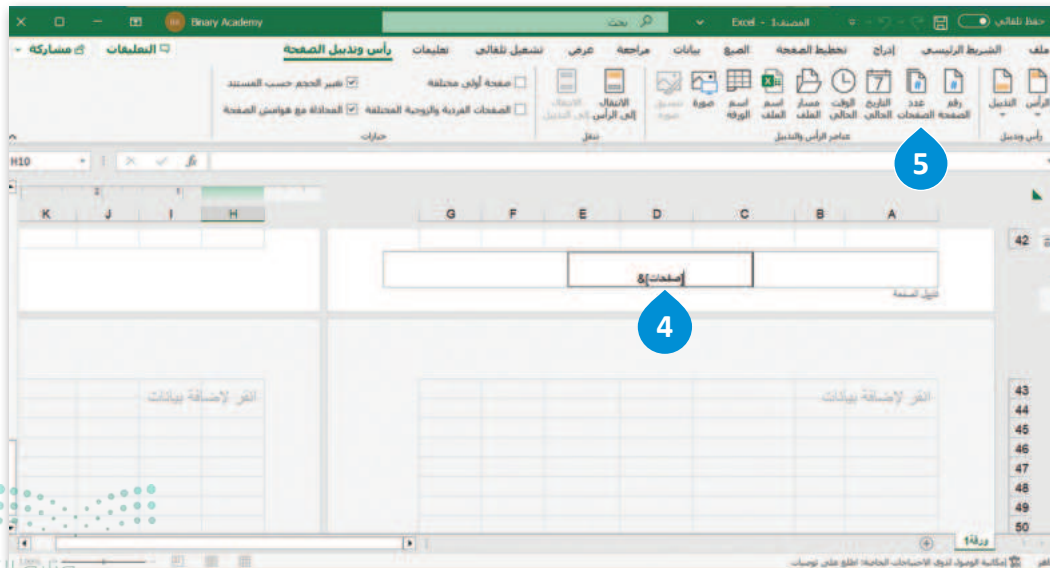 حفظ تلقائي المصنف1 - Excel بحث Binary Academy BA
ملف الشريط الرئيسي إدراج تخطيط الصفحة الصيغ بيانات مراجعة عرض تشغيل تلقائي تعليمات رأس وتذييل الصفحة التعليقات مشاركة
الرأس التذييل رقم الصفحة عدد الصفحات التاريخ الحالي الوقت الحالي مسار الملف اسم الملف اسم الورقة صورة تنسيق صورة الانتقال إلى الرأس الانتقال إلى التذييل
صفحة أولى مختلفة تغيير الحجم حسب المستند
الصفحات الفردية والزوجية المختلفة المحاذاة مع هوامش الصفحة
رأس وتذييل عناصر الرأس والتذييل تنقل خيارات
5
H10 fx
1 2
A B C D E F G H I J K
42
&[صفحات]
تذييل الصفحة
4
43 انقر لإضافة بيانات انقر لإضافة بيانات
44
45
46
47
48
49
50
ورقة1
إمكانية الوصول لذوي الاحتياجات الخاصة: اطلع على توصيات